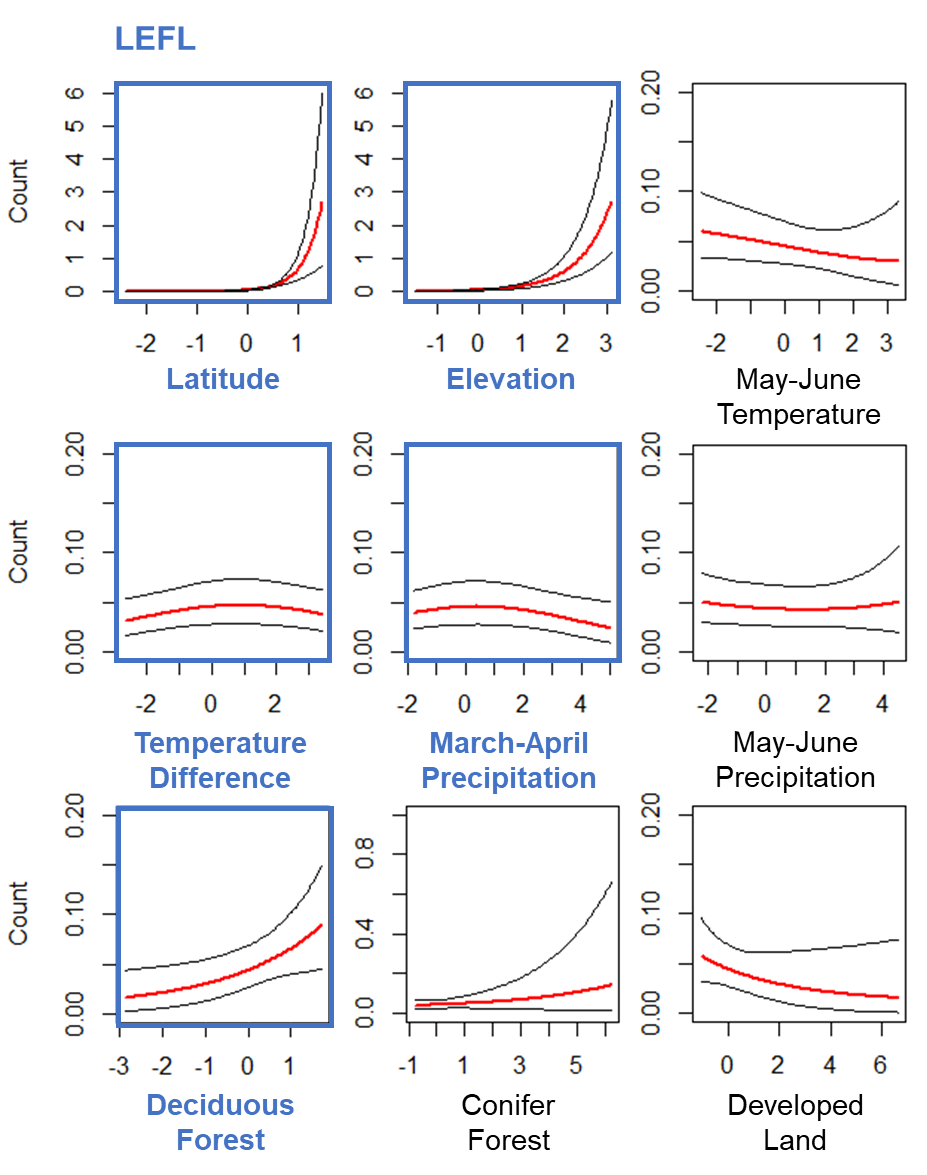 LEFL
Count
0 1 2 3 4 5 6
-2 -1 0 1
Latitude
0 1 2 3 4 5 6
-1 0 1 2 3
Elevation
0.00 0.10 0.20
-2 0 1 2 3
May-June
Temperature
Count
0.00 0.10 0.20
-2 0 2
Temperature
Difference
0.00 0.10 0.20
-2 0 2 4
March-April
Precipitation
0.00 0.10 0.20
-2 0 2 4
May-June
Precipitation
Count
0.00 0.10 0.20
-3 -2 -1 0 1
Deciduous
Forest
0.0 0.4 0.8
-1 1 3 5
Conifer
Forest
0.00 0.10 0.20
0 2 4 6
Developed
Land